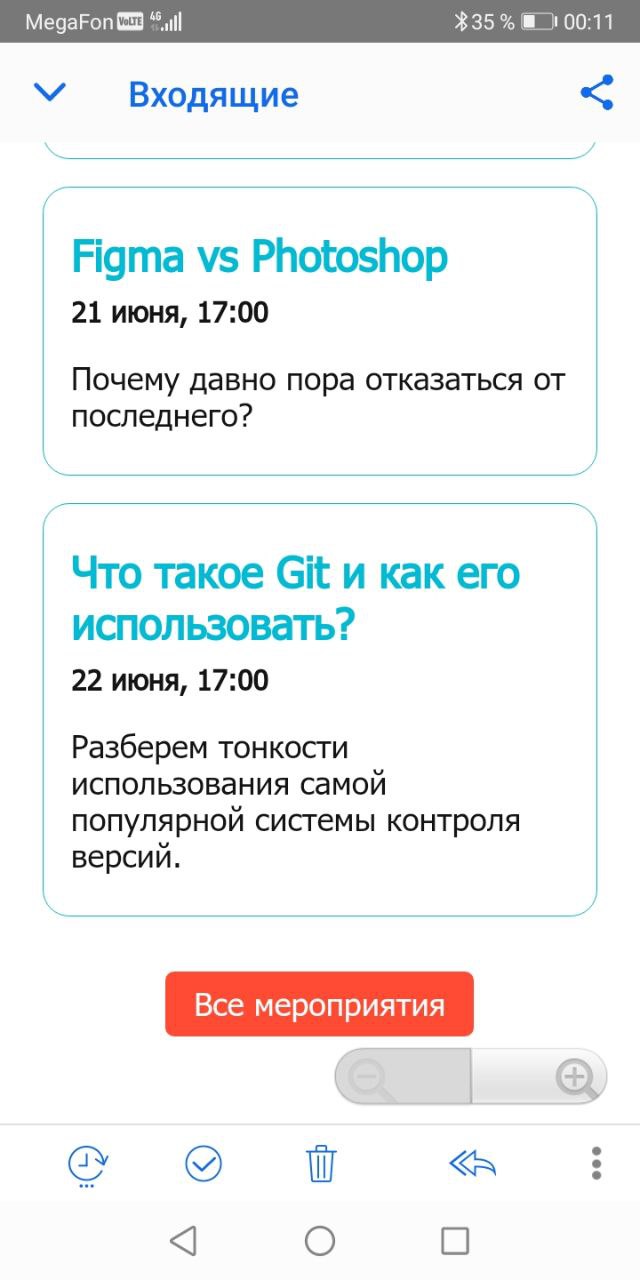 MegaFon VoLTE 4G 35 % 00:11
Входящие
Figma vs Photoshop
21 июня, 17:00
Почему давно пора отказаться от
последнего?
Что такое Git и как его
использовать?
22 июня, 17:00
Разберем тонкости
использования самой
популярной системы контроля
версий.
Все мероприятия